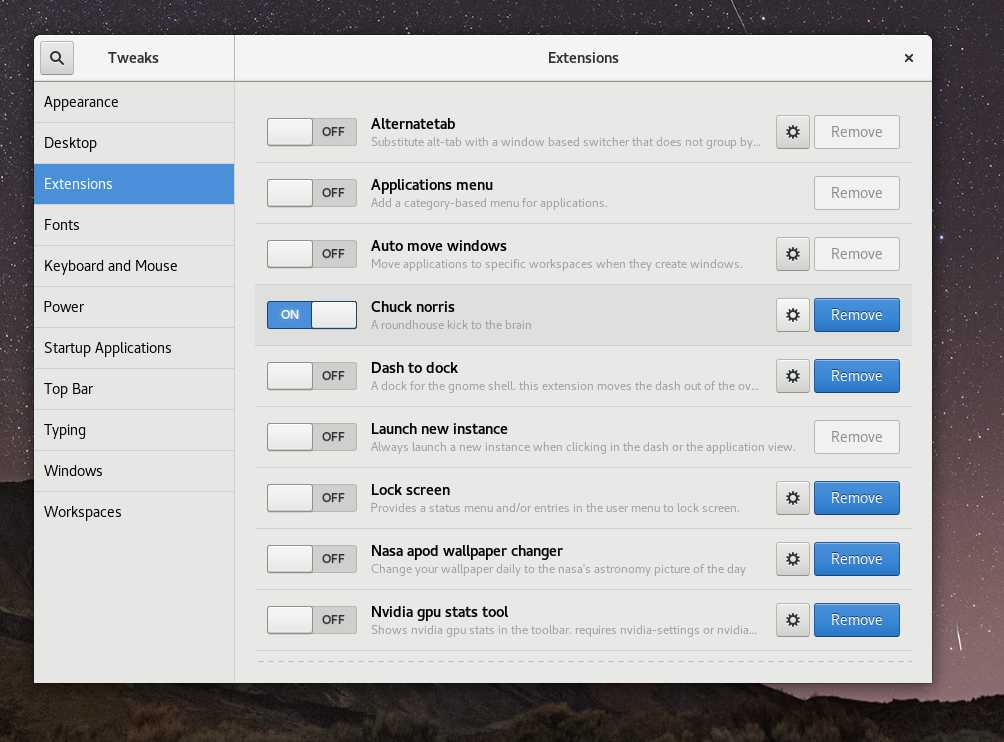 Tweaks
Extensions
Appearance
Desktop
Extensions
Fonts
Keyboard and Mouse
Power
Startup Applications
Top Bar
Typing
Windows
Workspaces
OFF
Alternatetab
Substitute alt-tab with a window based switcher that does not group by...
Remove
OFF
Applications menu
Add a category-based menu for applications.
Remove
OFF
Auto move windows
Move applications to specific workspaces when they create windows.
Remove
ON
Chuck norris
A roundhouse kick to the brain
Remove
OFF
Dash to dock
A dock for the gnome shell. this extension moves the dash out of the ov...
Remove
OFF
Launch new instance
Always launch a new instance when clicking in the dash or the application view.
Remove
OFF
Lock screen
Provides a status menu and/or entries in the user menu to lock screen.
Remove
OFF
Nasa apod wallpaper changer
Change your wallpaper daily to the nasa's astronomy picture of the day
Remove
OFF
Nvidia gpu stats tool
Shows nvidia gpu stats in the toolbar. requires nvidia-settings or nvidia...
Remove